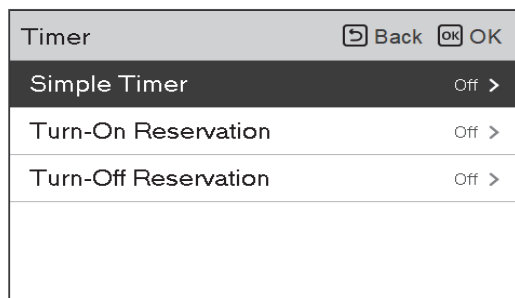 Timer Back OK OK
Simple Timer Off >
Turn-On Reservation Off >
Turn-Off Reservation Off >